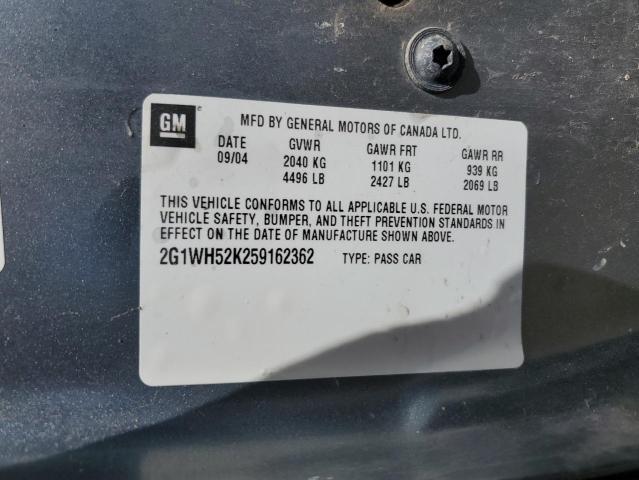 GM
MFD BY GENERAL MOTORS OF CANADA LTD.
DATE GVWR GAWR FRT GAWR RR
09/04 2040 KG 1101 KG 939 KG
4496 LB 2427 LB 2069 LB
THIS VEHICLE CONFORMS TO ALL APPLICABLE U.S. FEDERAL MOTOR
VEHICLE SAFETY, BUMPER, AND THEFT PREVENTION STANDARDS IN
EFFECT ON THE DATE OF MANUFACTURE SHOWN ABOVE.
2G1WH52K259162362 TYPE: PASS CAR